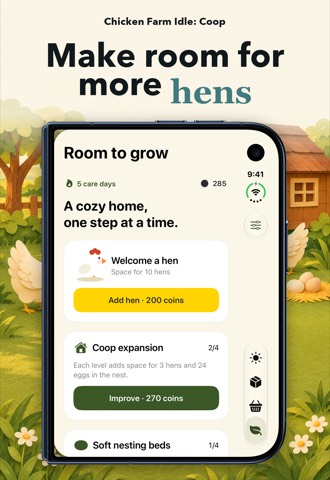 Chicken Farm Idle: Coop
Make room for
more hens
Room to grow
9:41
5 care days
285
A cozy home,
one step at a time.
Welcome a hen
Space for 10 hens
Add hen · 200 coins
Coop expansion
2/4
Each level adds space for 3 hens and 24
eggs in the nest.
Improve · 270 coins
Soft nesting beds
1/4